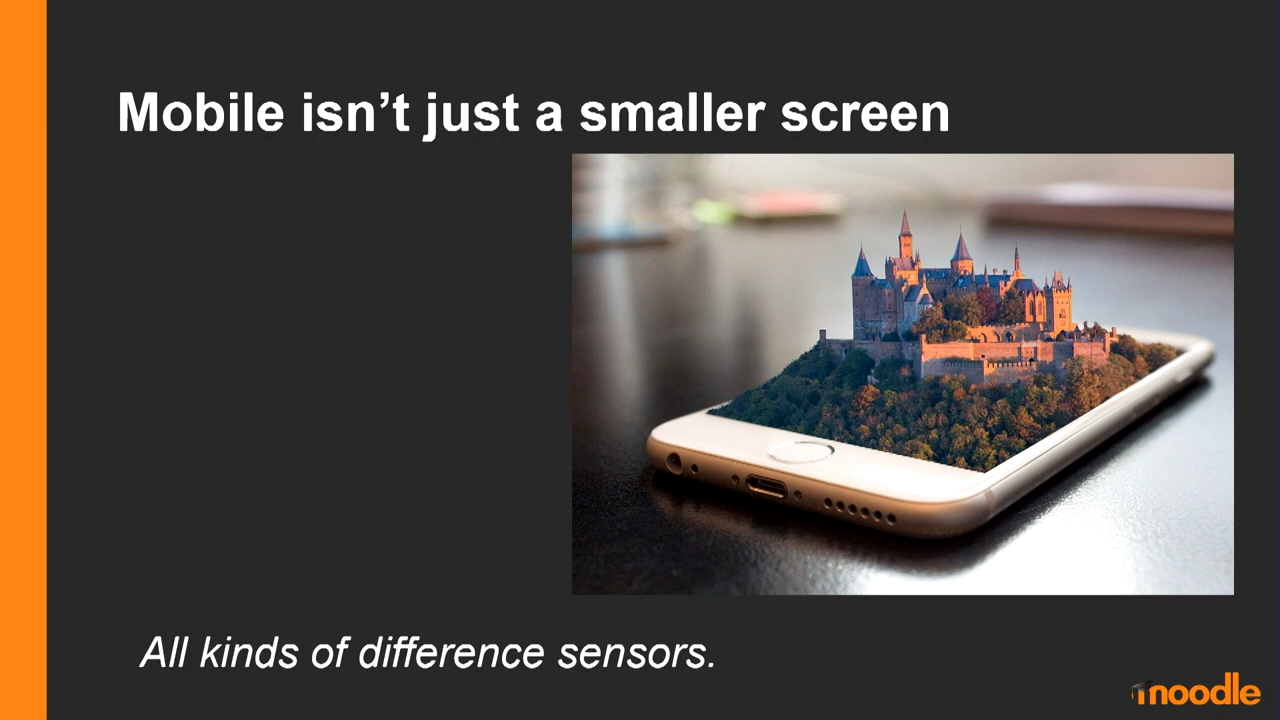 Mobile isn’t just a smaller screen
All kinds of difference sensors.
moodle